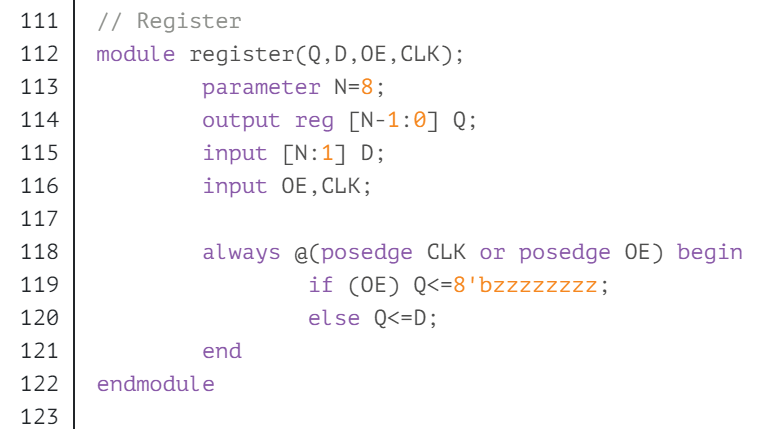 111 // Register
112 module register(Q,D,OE,CLK);
113 parameter N=8;
114 output reg [N-1:0] Q;
115 input [N:1] D;
116 input OE,CLK;
117
118 always @(posedge CLK or posedge OE) begin
119 if (OE) Q<=8'bzzzzzzzz;
120 else Q<=D;
121 end
122 endmodule
123